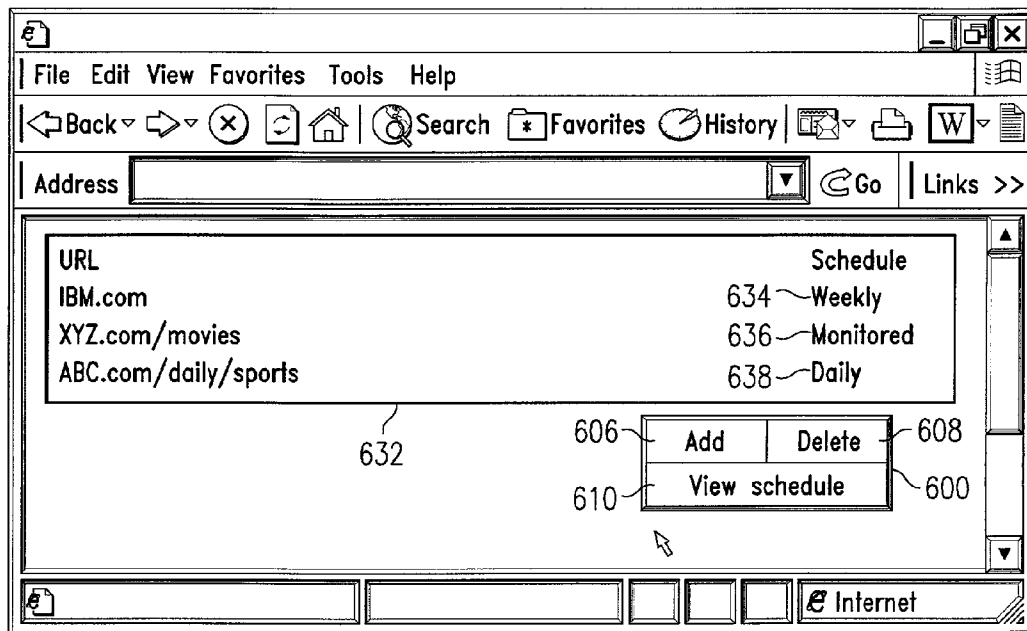 File Edit View Favorites Tools Help
Back Search Favorites History W
Address Go Links >>
URL Schedule
IBM.com 634 Weekly
XYZ.com/movies 636 Monitored
ABC.com/daily/sports 638 Daily
632
606 Add Delete 608
610 View schedule 600
Internet